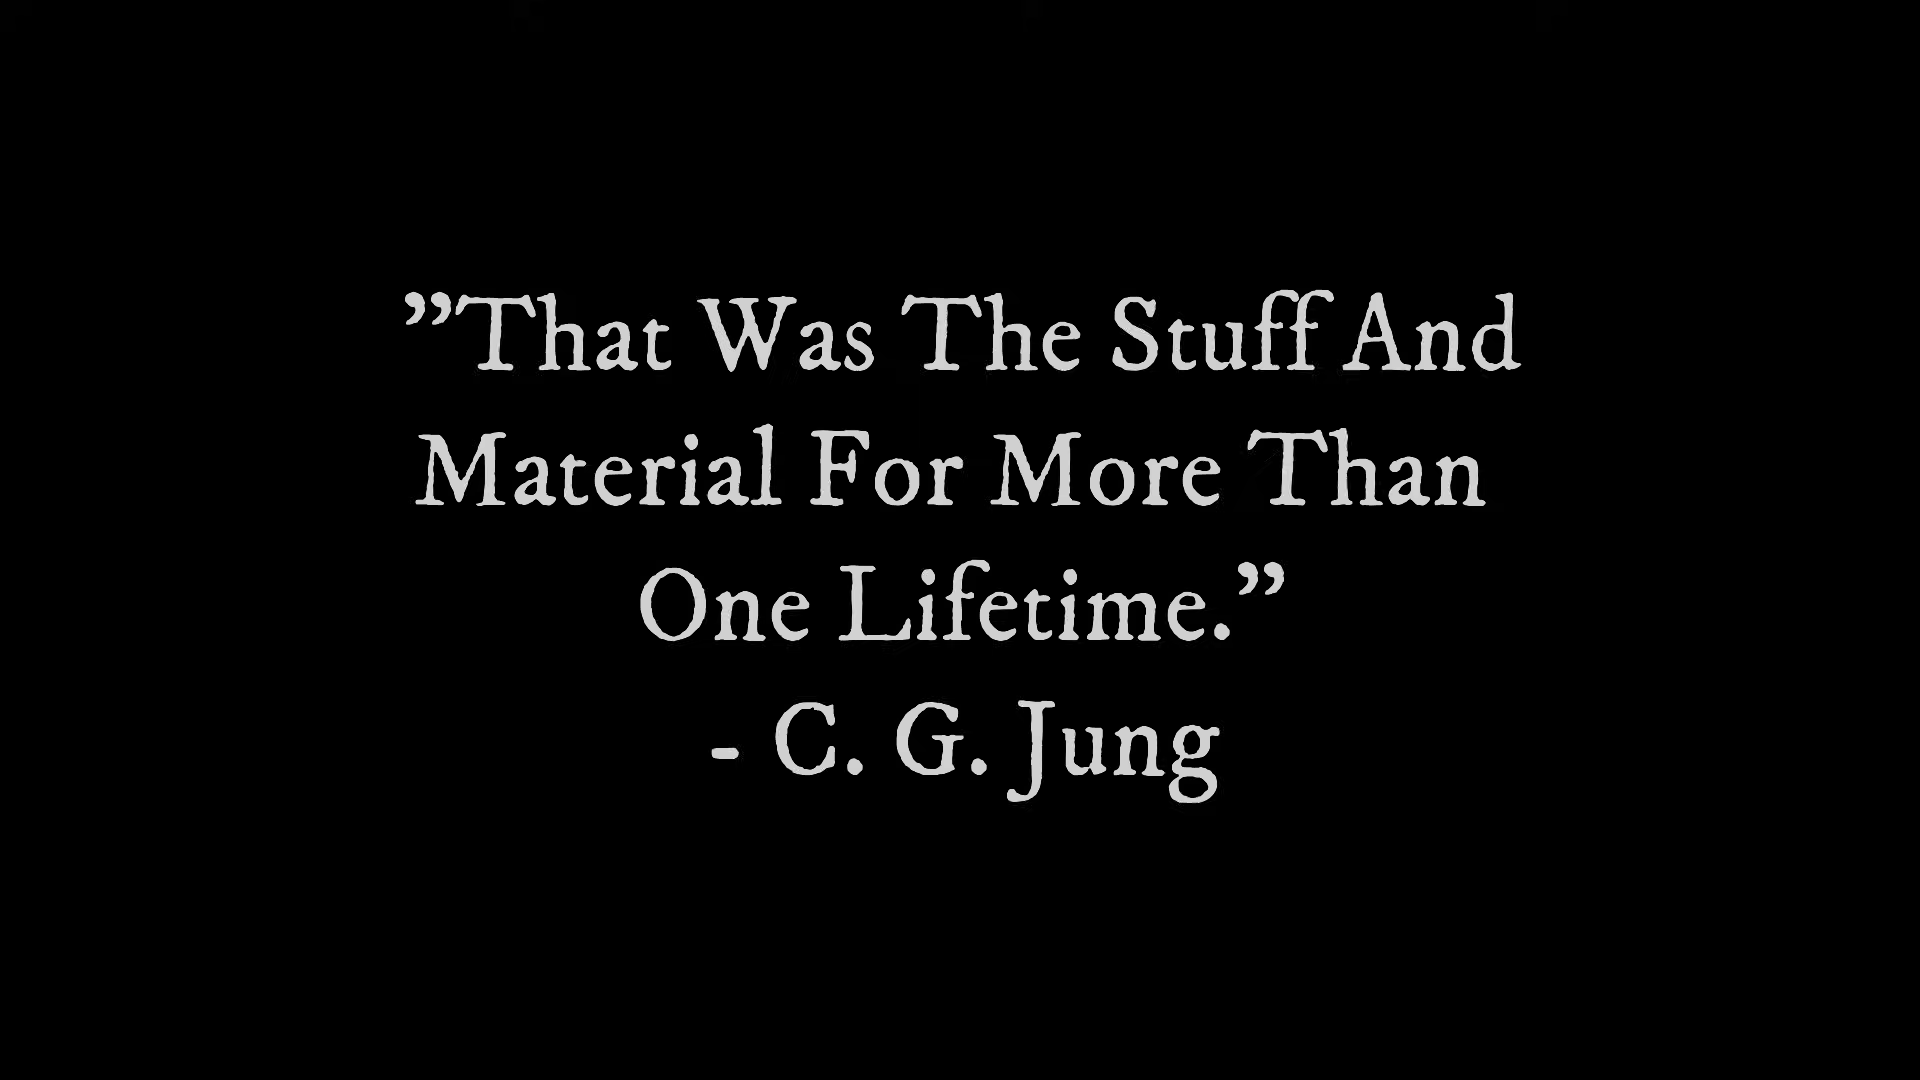 ”That Was The Stuff And
Material For More Than
One Lifetime.”
- C. G. Jung